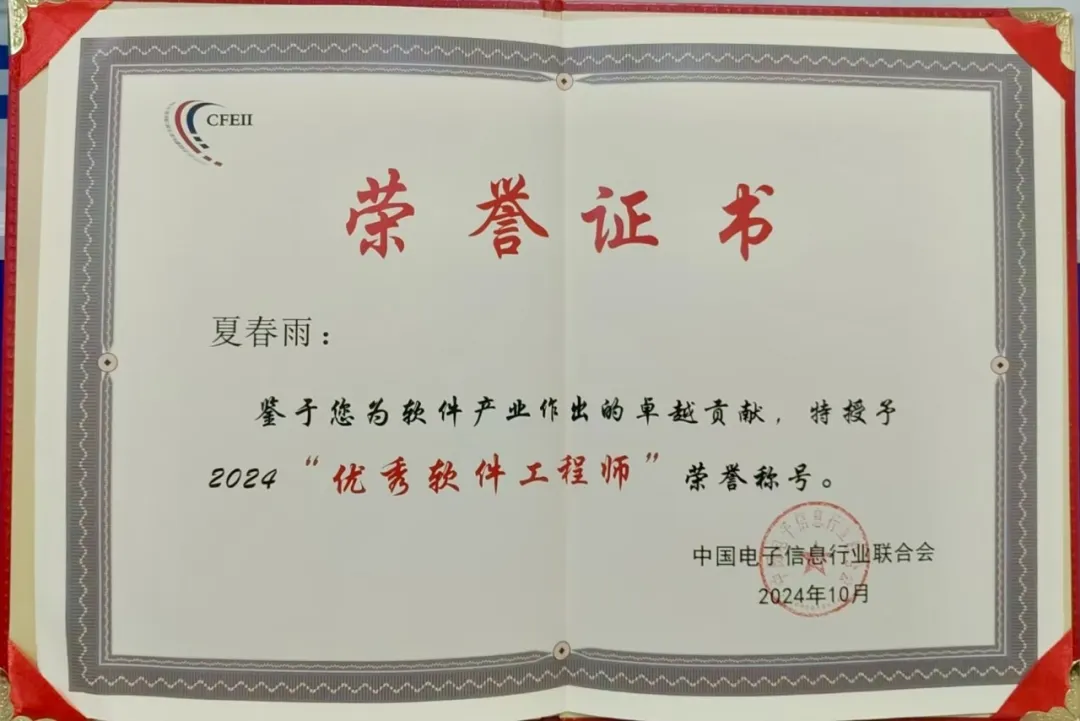 CFEII
荣誉证书
夏春雨：
鉴于您为软件产业作出的卓越贡献，特授予
2024“优秀软件工程师”荣誉称号。
中国电子信息行业联合会
2024年10月